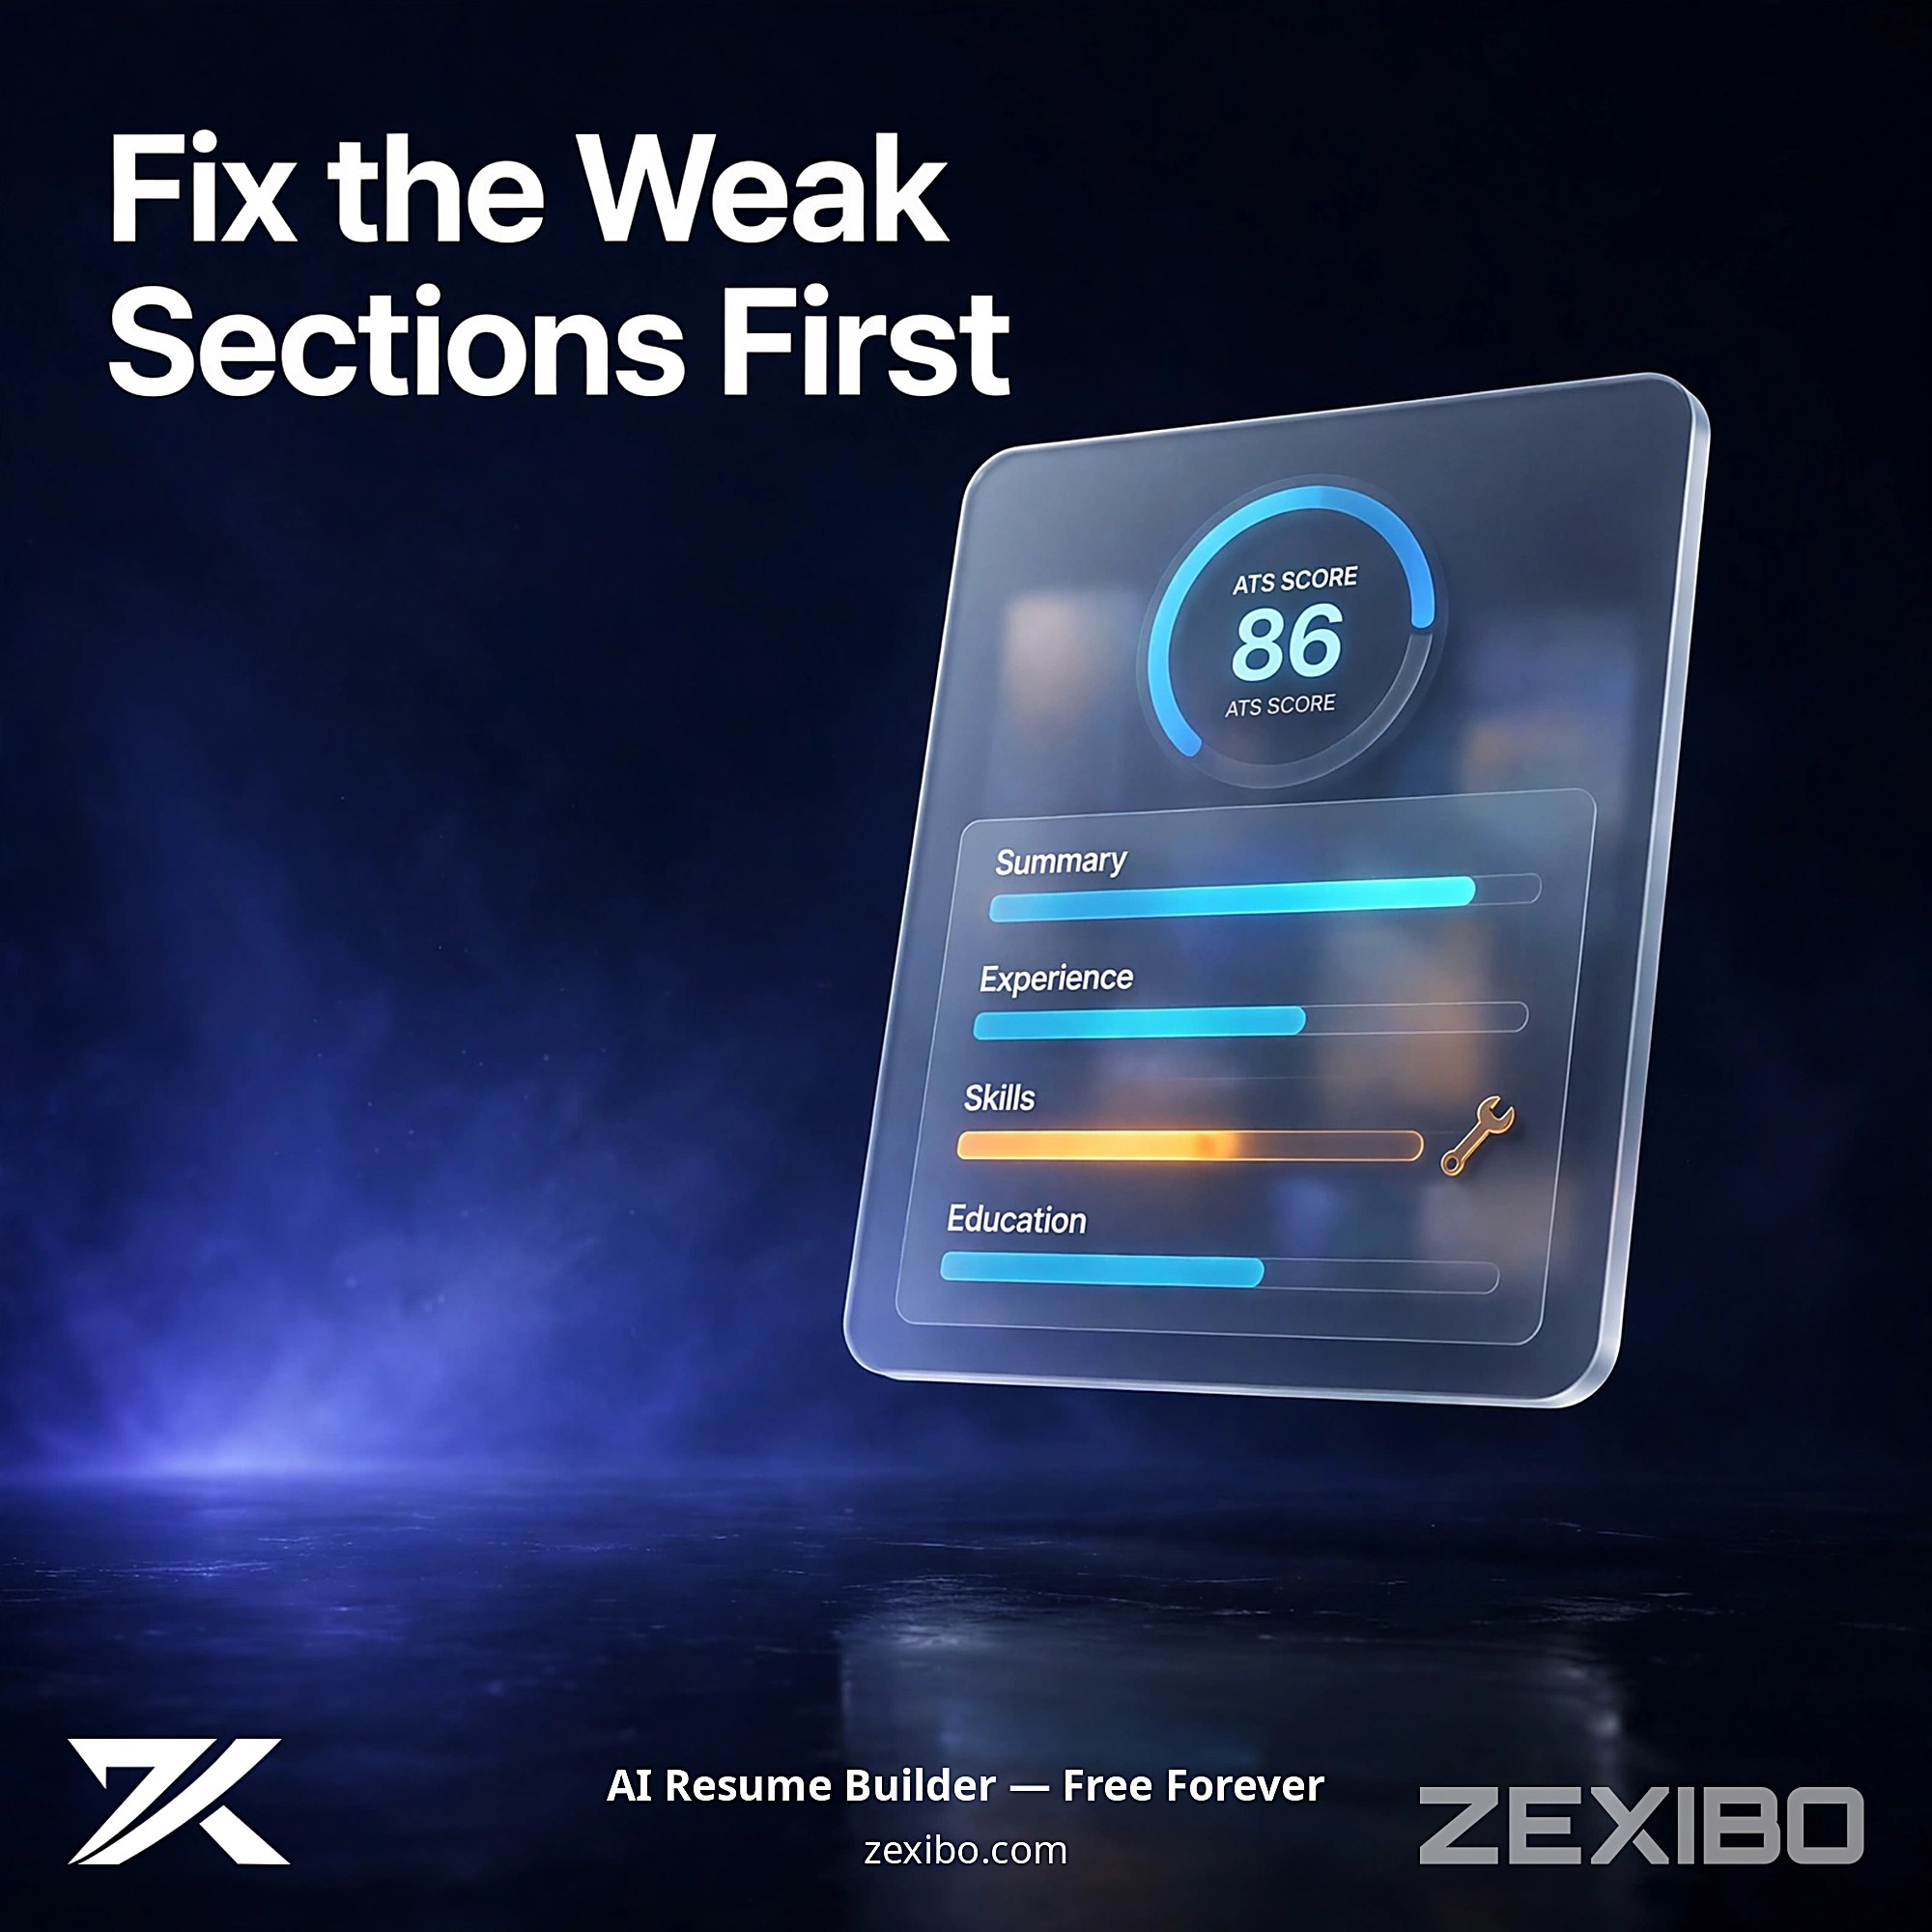 Fix the Weak
Sections First
ATS SCORE
86
ATS SCORE
Summary
Experience
Skills
Education
AI Resume Builder — Free Forever
zexibo.com
ZEXIBO